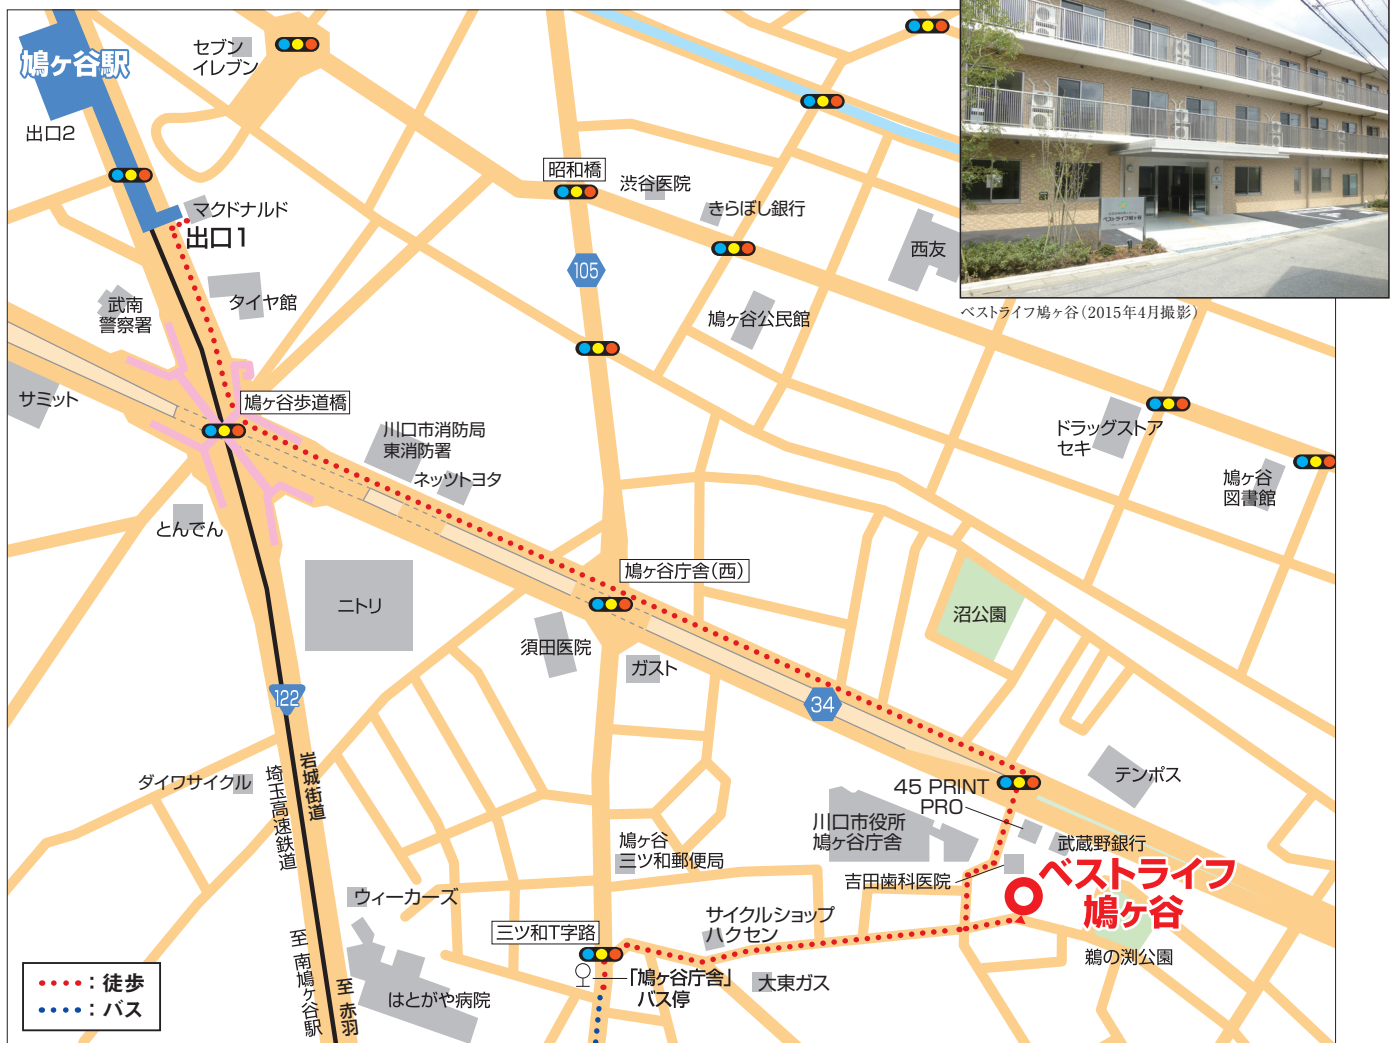 鳩ヶ谷駅
出口2
セブン
イレブン
マクドナルド
出口1
昭和橋
渋谷医院
きらぼし銀行
105
西友
ベストライフ鳩ヶ谷
ベストライフ鳩ヶ谷（2015年4月撮影）
武南
警察署
タイヤ館
鳩ヶ谷公民館
サミット
鳩ヶ谷歩道橋
川口市消防局
東消防署
ネッツトヨタ
ドラッグストア
セキ
鳩ヶ谷
図書館
とんでん
ニトリ
鳩ヶ谷庁舎（西）
須田医院
ガスト
沼公園
122
34
岩城街道
埼玉高速鉄道
ダイワサイクル
テンポス
45 PRINT
PRO
川口市役所
鳩ヶ谷庁舎
武蔵野銀行
鳩ヶ谷
三ツ和郵便局
吉田歯科医院
ベストライフ
鳩ヶ谷
ウィーカーズ
サイクルショップ
ハクセン
三ツ和T字路
鵜の渕公園
「鳩ヶ谷庁舎」
バス停
大東ガス
はとがや病院
至 南鳩ヶ谷駅
至 赤羽
：徒歩
：バス